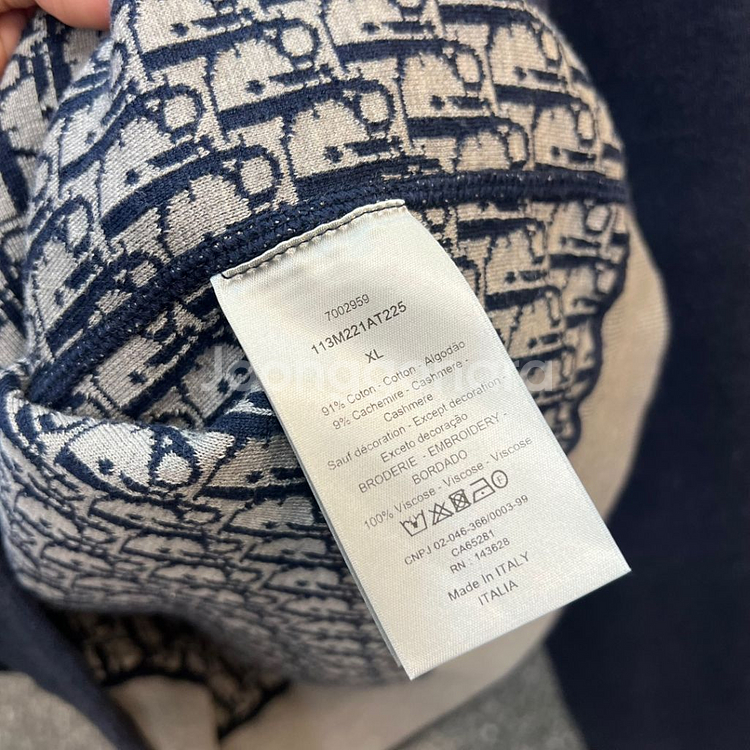 7002959
113M221AT225
XL
91% Coton - Cotton - Algodão
9% Cachemire - Cashmere -
Cashmere
Sauf décoration - Except decoration -
Exceto decoração
BRODERIE - EMBROIDERY -
BORDADO
100% Viscose - Viscose - Viscose
CNPJ 02-046-366/0003-99
CA65281
RN : 143628
Made in ITALY
ITALIA